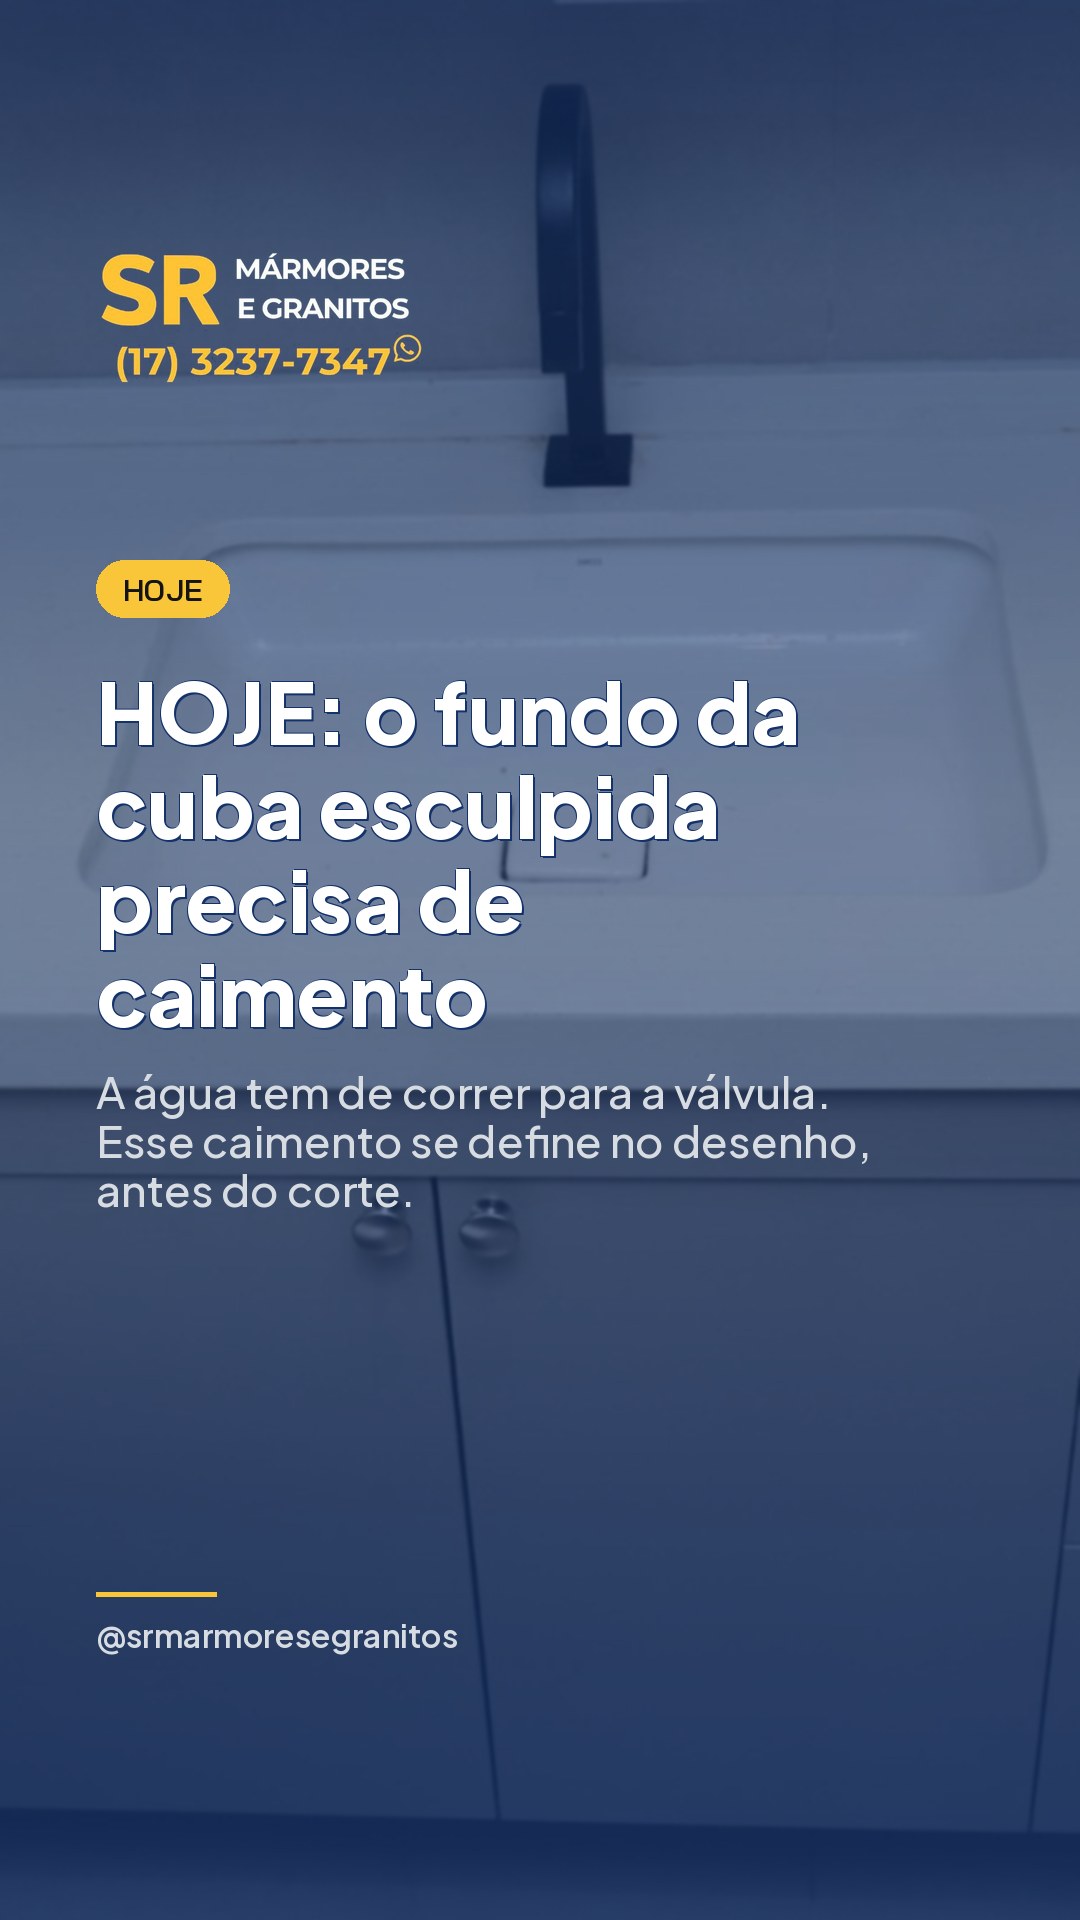 SR MÁRMORES
E GRANITOS
(17) 3237-7347
HOJE
HOJE: o fundo da
cuba esculpida
precisa de
caimento
A água tem de correr para a válvula.
Esse caimento se define no desenho,
antes do corte.
@srmarmoresegranitos